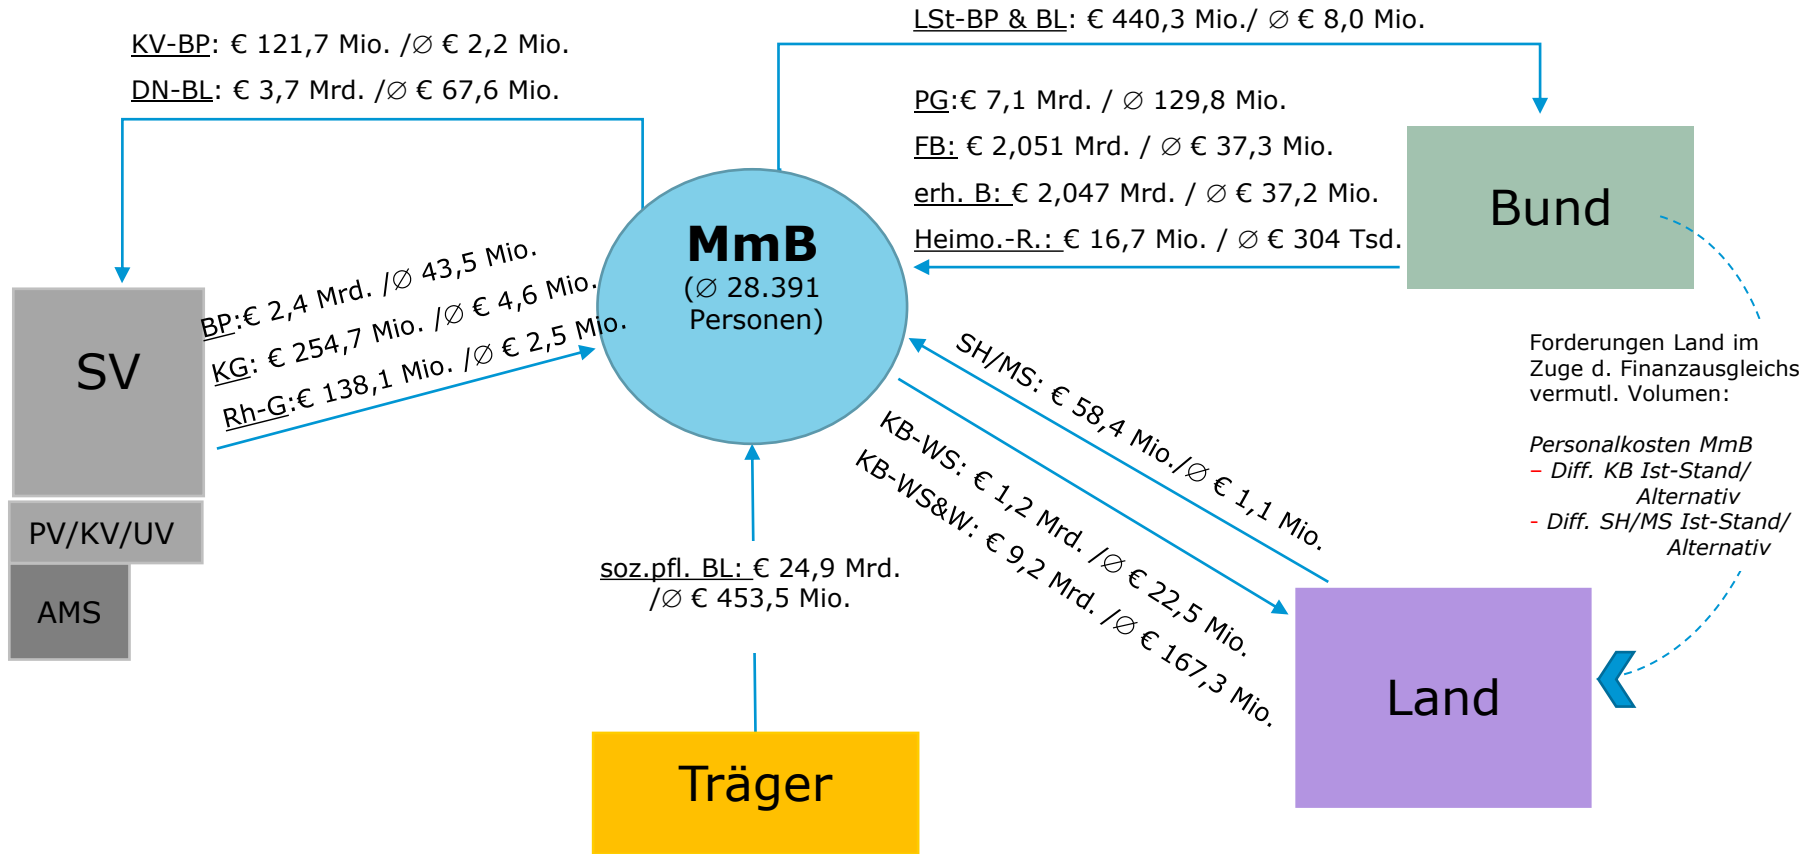 LSt-BP & BL: € 440,3 Mio./ ∅ € 8,0 Mio.
KV-BP: € 121,7 Mio. /∅ € 2,2 Mio.
DN-BL: € 3,7 Mrd. /∅ € 67,6 Mio.
PG:€ 7,1 Mrd. / ∅ 129,8 Mio.
FB: € 2,051 Mrd. / ∅ € 37,3 Mio.
erh. B: € 2,047 Mrd. / ∅ € 37,2 Mio.
Heimo.-R.: € 16,7 Mio. / ∅ € 304 Tsd.
Bund
MmB
(∅ 28.391
Personen)
BP:€ 2,4 Mrd. /∅ 43,5 Mio.
KG: € 254,7 Mio. /∅ € 4,6 Mio.
Rh-G:€ 138,1 Mio. /∅ € 2,5 Mio.
SV
PV/KV/UV
AMS
SH/MS: € 58,4 Mio./∅ € 1,1 Mio.
KB-WS: € 1,2 Mrd. /∅ € 22,5 Mio.
KB-WS&W: € 9,2 Mrd. /∅ € 167,3 Mio.
Forderungen Land im
Zuge d. Finanzausgleichs
vermutl. Volumen:
Personalkosten MmB
– Diff. KB Ist-Stand/
Alternativ
- Diff. SH/MS Ist-Stand/
Alternativ
soz.pfl. BL: € 24,9 Mrd.
/∅ € 453,5 Mio.
Träger
Land